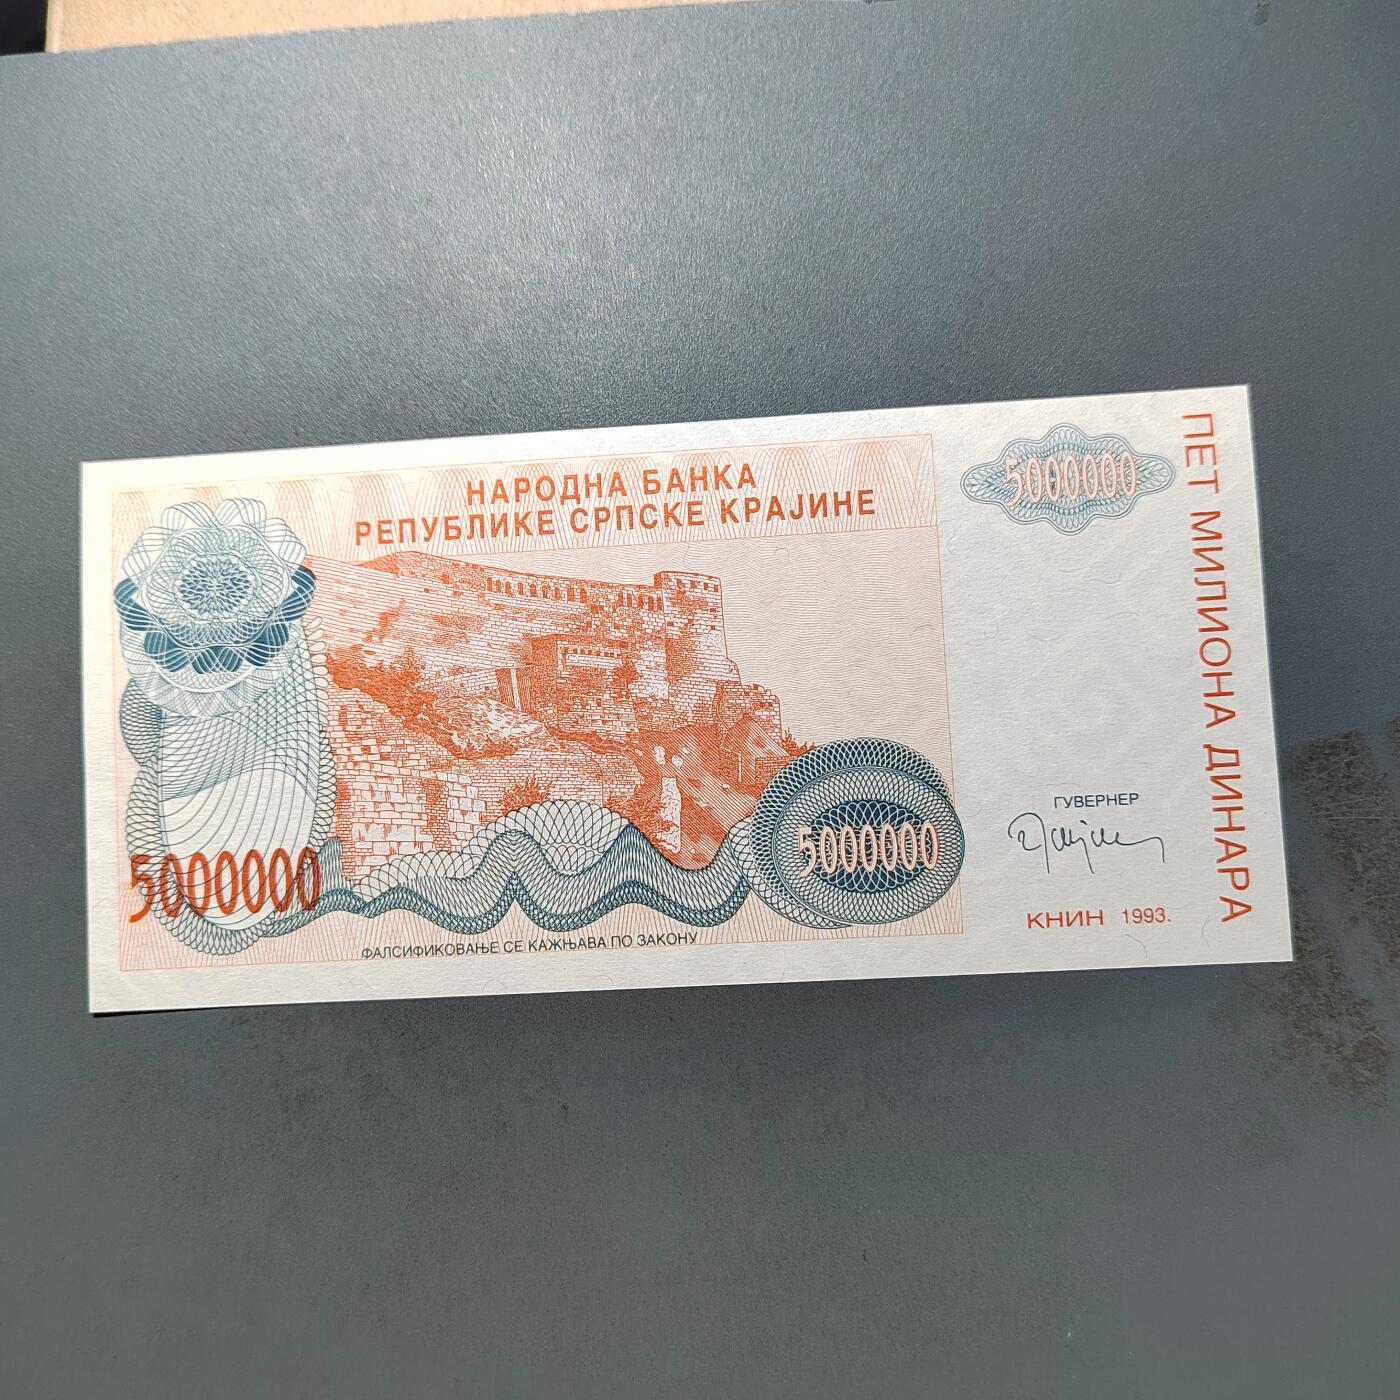 НАРОДНА БАНКА
РЕПУБЛИКЕ СРПСКЕ КРАЈИНЕ
5000000
5000000
5000000
ФАЛСИФИКОВАЊЕ СЕ КАЖЊАВА ПО ЗАКОНУ
ГУВЕРНЕР
КНИН 1993.
ПЕТ МИЛИОНА ДИНАРА